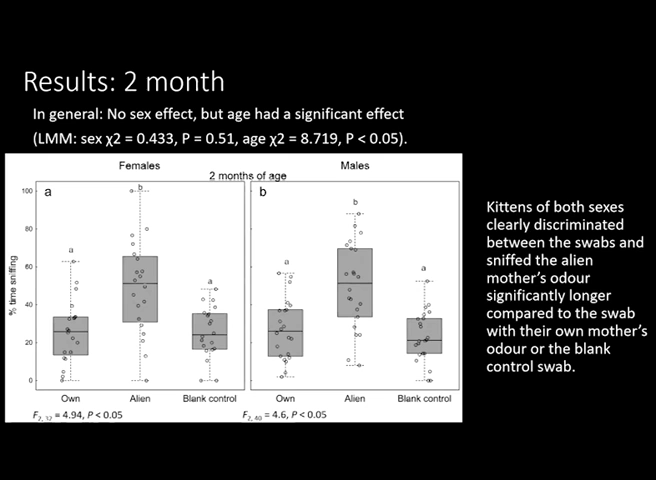 Results: 2 month
In general: No sex effect, but age had a significant effect
(LMM: sex χ2 = 0.433, P = 0.51, age χ2 = 8.719, P < 0.05).
Females
Males
2 months of age
a
b
100
80
60
40
20
0
% time sniffing
a
b
a
a
b
a
Own
Alien
Blank control
Own
Alien
Blank control
= 4.94, P < 0.05
= 4.6, P < 0.05
Kittens of both sexes
clearly discriminated
between the swabs and
sniffed the alien
mother's odour
significantly longer
compared to the swab
with their own mother's
odour or the blank
control swab.